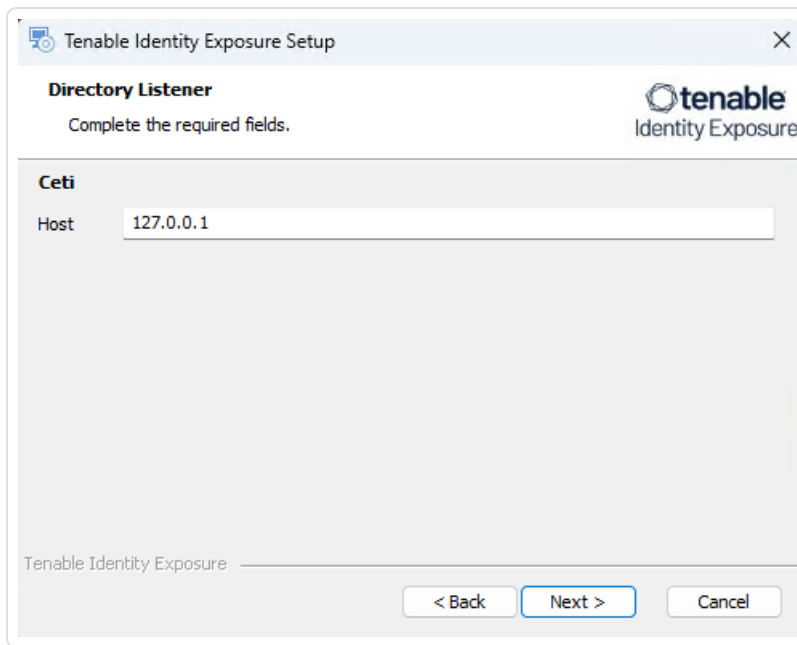 Tenable Identity Exposure Setup
Directory Listener
Complete the required fields.
tenable
Identity Exposure
Ceti
Host 127.0.0.1
Tenable Identity Exposure
< Back Next > Cancel